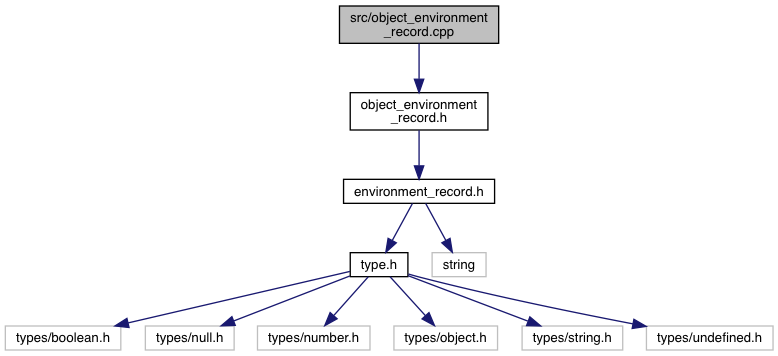 src/object_environment
_record.cpp
object_environment
_record.h
environment_record.h
type.h
string
types/boolean.h
types/null.h
types/number.h
types/object.h
types/string.h
types/undefined.h